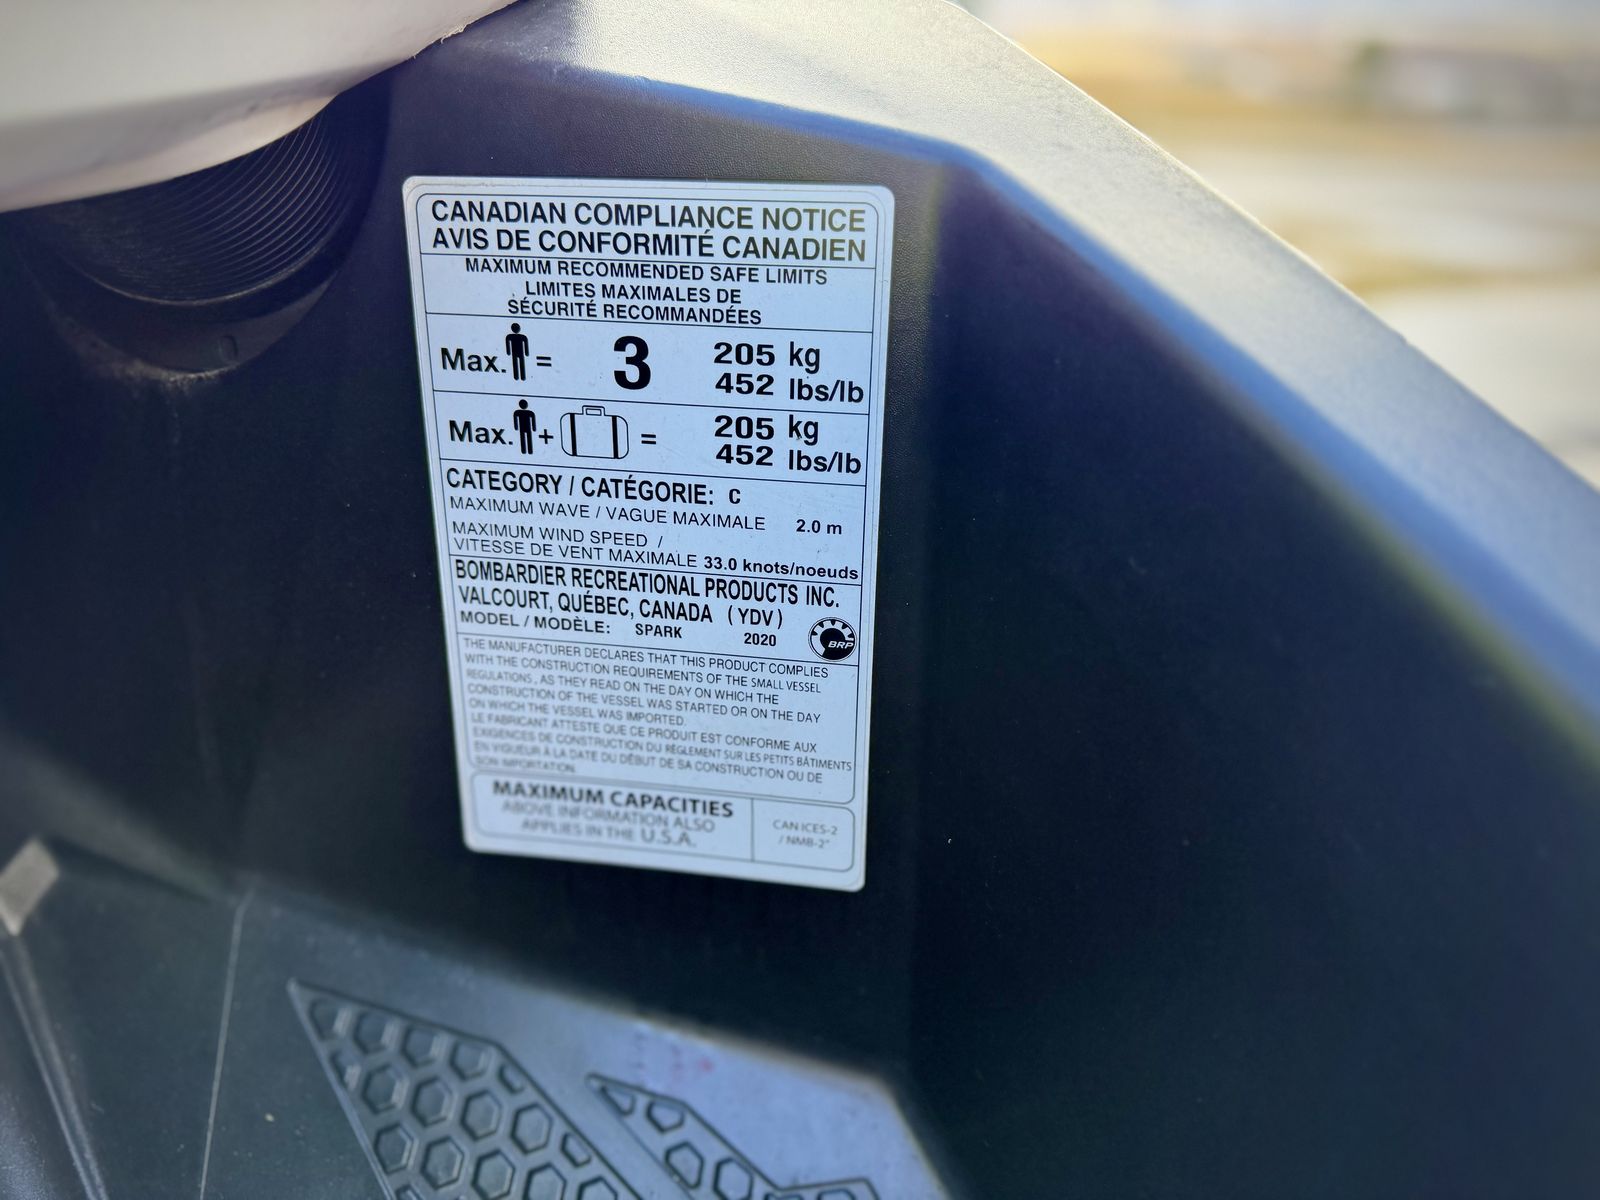 CANADIAN COMPLIANCE NOTICE
AVIS DE CONFORMITÉ CANADIEN
MAXIMUM RECOMMENDED SAFE LIMITS
LIMITES MAXIMALES DE
SÉCURITÉ RECOMMANDÉES
Max. = 3 205 kg
452 lbs/lb
Max. + = 205 kg
452 lbs/lb
CATEGORY / CATÉGORIE: C
MAXIMUM WAVE / VAGUE MAXIMALE 2.0 m
MAXIMUM WIND SPEED /
VITESSE DE VENT MAXIMALE 33.0 knots/noeuds
BOMBARDIER RECREATIONAL PRODUCTS INC.
VALCOURT, QUÉBEC, CANADA (YDV)
MODEL / MODÈLE: SPARK 2020
BRP
THE MANUFACTURER DECLARES THAT THIS PRODUCT COMPLIES
WITH THE CONSTRUCTION REQUIREMENTS OF THE SMALL VESSEL
REGULATIONS, AS THEY READ ON THE DAY ON WHICH THE
CONSTRUCTION OF THE VESSEL WAS STARTED OR ON THE DAY
ON WHICH THE VESSEL WAS IMPORTED.
LE FABRICANT ATTESTE QUE CE PRODUIT EST CONFORME AUX
EXIGENCES DE CONSTRUCTION DU RÈGLEMENT SUR LES PETITS BÂTIMENTS
EN VIGUEUR À LA DATE DU DÉBUT DE SA CONSTRUCTION OU DE
SON IMPORTATION.
MAXIMUM CAPACITIES
ABOVE INFORMATION ALSO
APPLIES IN THE U.S.A.
CAN ICES-2
/ NMB-2"